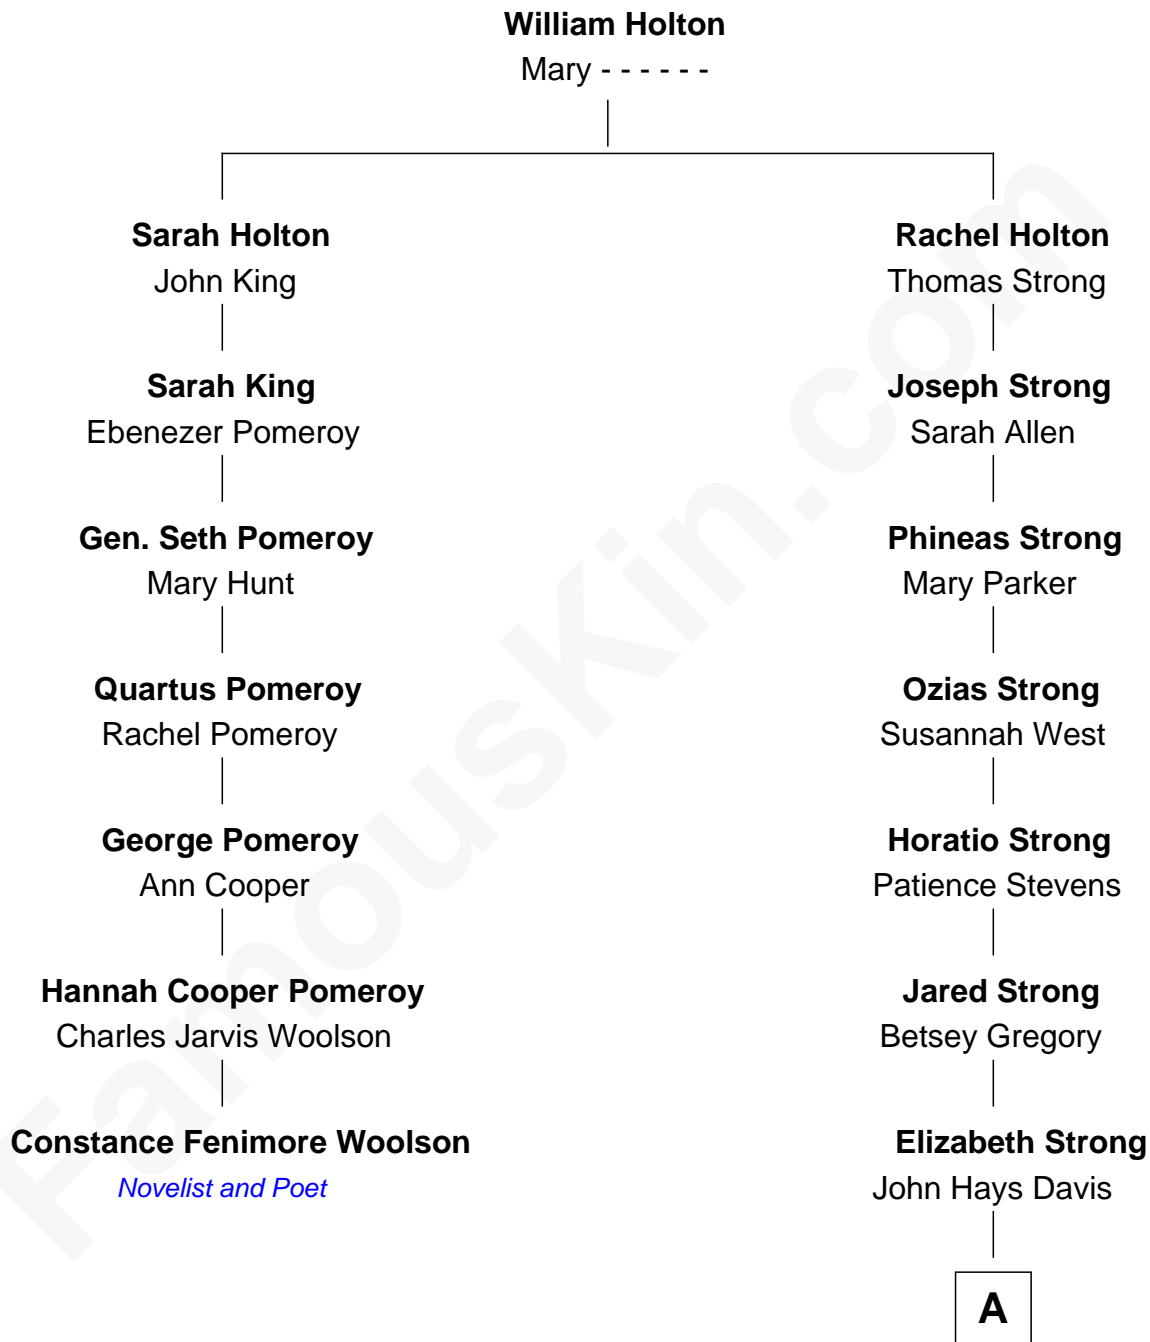 William Holton
Mary - - - - - -
Sarah Holton
John King
Rachel Holton
Thomas Strong
Sarah King
Ebenezer Pomeroy
Joseph Strong
Sarah Allen
Gen. Seth Pomeroy
Mary Hunt
Phineas Strong
Mary Parker
Quartus Pomeroy
Rachel Pomeroy
Ozias Strong
Susannah West
George Pomeroy
Ann Cooper
Horatio Strong
Patience Stevens
Hannah Cooper Pomeroy
Charles Jarvis Woolson
Jared Strong
Betsey Gregory
Constance Fenimore Woolson
Novelist and Poet
Elizabeth Strong
John Hays Davis
A
FamousKin.com